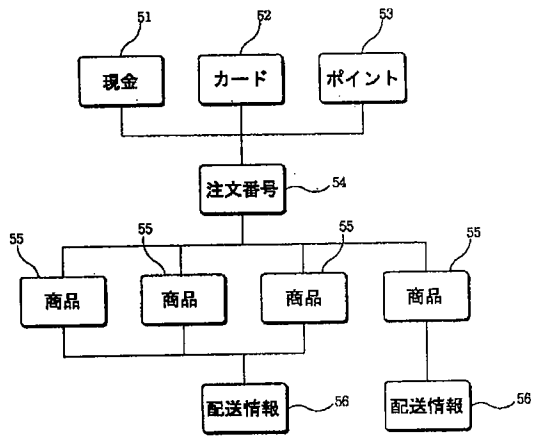 51 52 53
現金 カード ポイント
注文番号 54
55 55 55 55
商品 商品 商品 商品
配送情報 56 配送情報 56